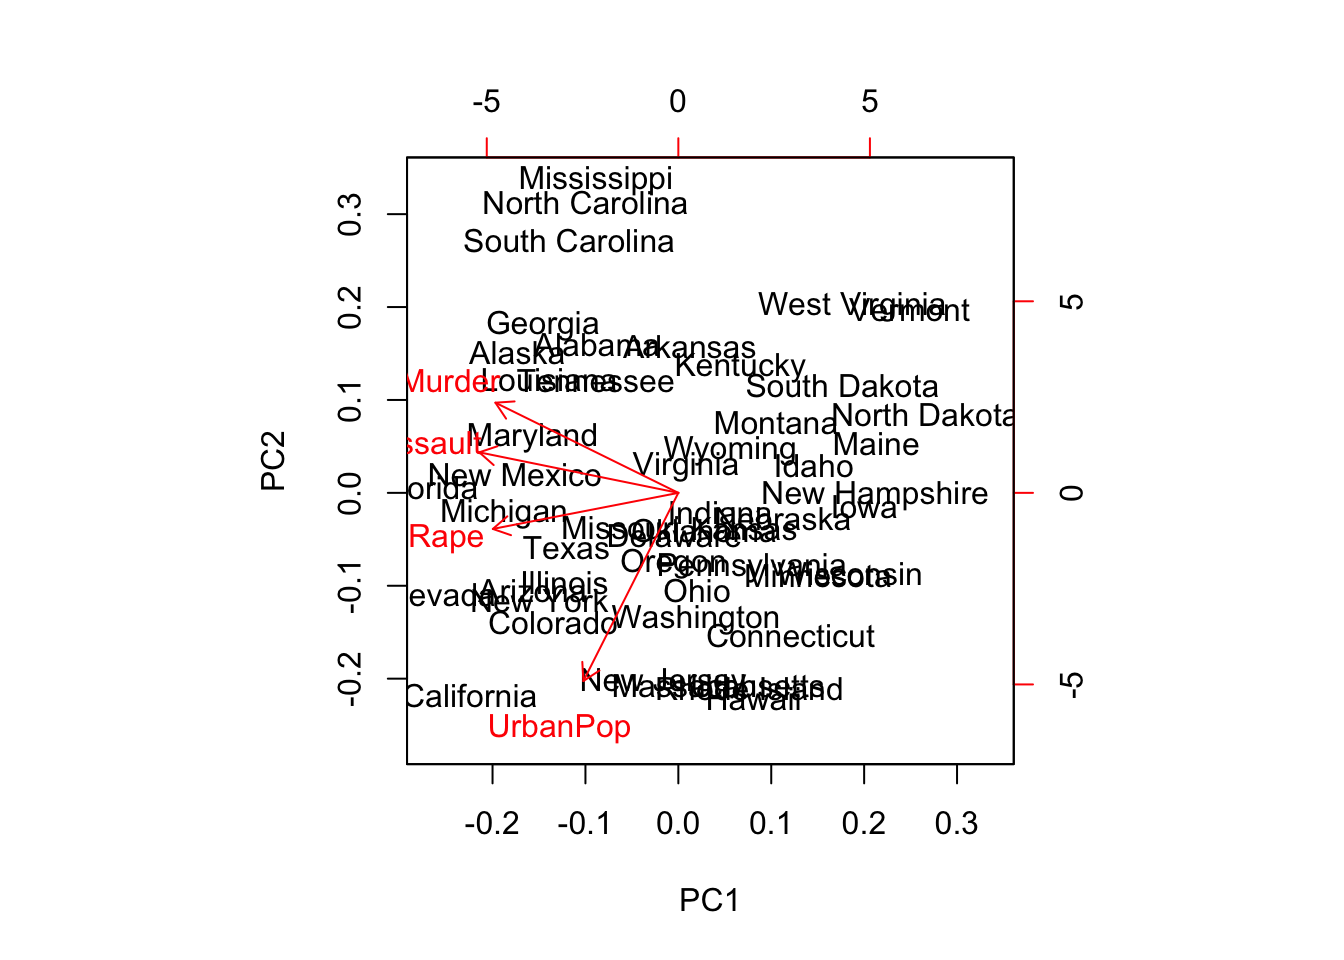 -5 0 5
Mississippi
North Carolina
South Carolina
West Virginia
Vermont
Georgia
Alabama
Arkansas
Alaska
Kentucky
Murder
Louisiana
Tennessee
South Dakota
North Dakota
Montana
Maryland
ssault
Wyoming
Maine
Virginia
Idaho
New Mexico
orida
New Hampshire
Iowa
Michigan
Indiana
Nebraska
Missouri
Oklahoma
Kansas
Delaware
Rape
Texas
Oregon
Pennsylvania
Wisconsin
Minnesota
Illinois
Arizona
evada
New York
Ohio
Colorado
Washington
Connecticut
New Jersey
Massachusetts
Rhode Island
Utah
California
Hawaii
UrbanPop
0.3
0.2
0.1
0.0
-0.1
-0.2
PC2
5
0
-5
-0.2 -0.1 0.0 0.1 0.2 0.3
PC1